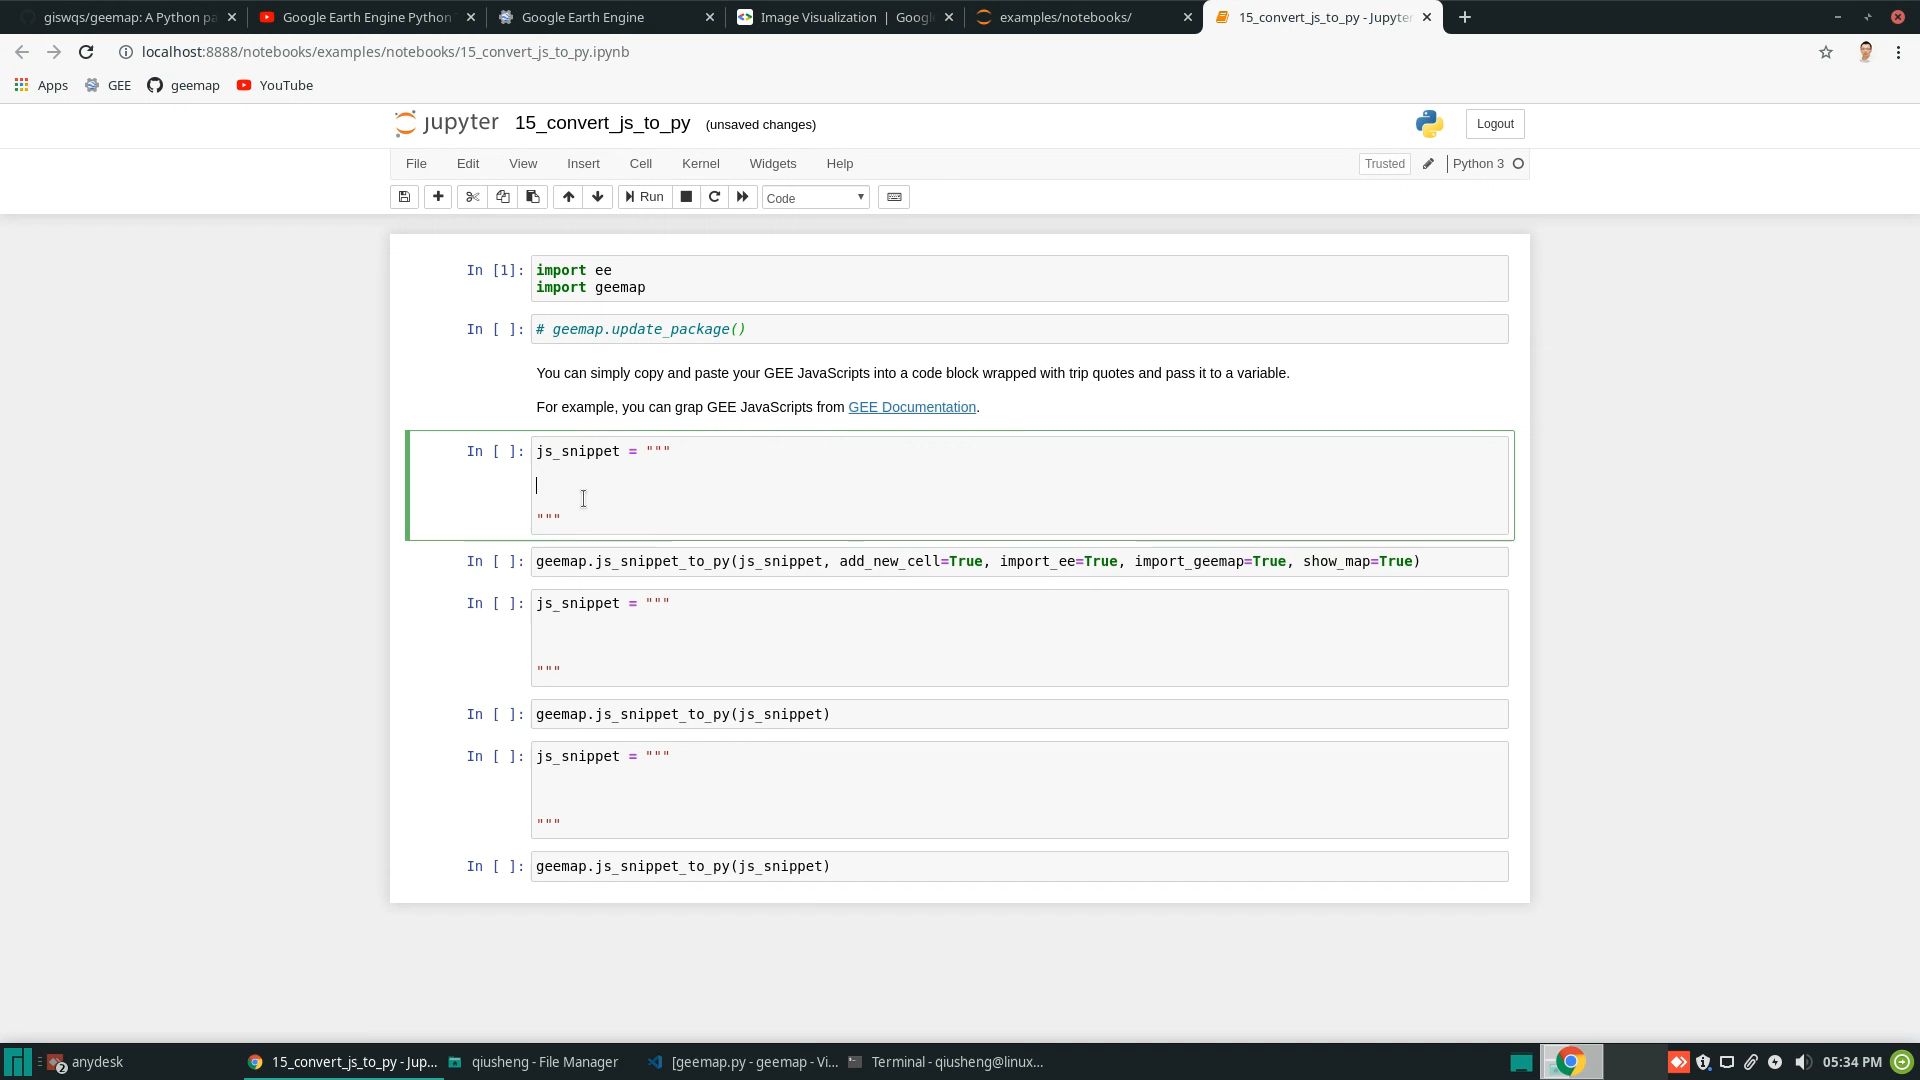 giswqs/geemap: A Python pa
Google Earth Engine Python
Google Earth Engine
Image Visualization | Google
examples/notebooks/
15_convert_js_to_py - Jupyter
localhost:8888/notebooks/examples/notebooks/15_convert_js_to_py.ipynb
Apps GEE geemap YouTube
jupyter 15_convert_js_to_py (unsaved changes) Logout
File Edit View Insert Cell Kernel Widgets Help Trusted Python 3
Run Code
In [1]: import ee
import geemap
In [ ]: # geemap.update_package()
You can simply copy and paste your GEE JavaScripts into a code block wrapped with trip quotes and pass it to a variable.
For example, you can grap GEE JavaScripts from GEE Documentation.
In [ ]: js_snippet = """
"""
In [ ]: geemap.js_snippet_to_py(js_snippet, add_new_cell=True, import_ee=True, import_geemap=True, show_map=True)
In [ ]: js_snippet = """
"""
In [ ]: geemap.js_snippet_to_py(js_snippet)
In [ ]: js_snippet = """
"""
In [ ]: geemap.js_snippet_to_py(js_snippet)
2 anydesk 15_convert_js_to_py - Jup... qiusheng - File Manager [geemap.py - geemap - Vi... Terminal - qiusheng@linux... 05:34 PM